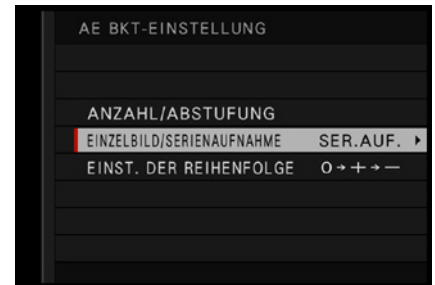 AE BKT-EINSTELLUNG
ANZAHL/ABSTUFUNG
EINZELBILD/SERIENAUFNAHME SER.AUF.
EINST. DER REIHENFOLGE 0→+→−